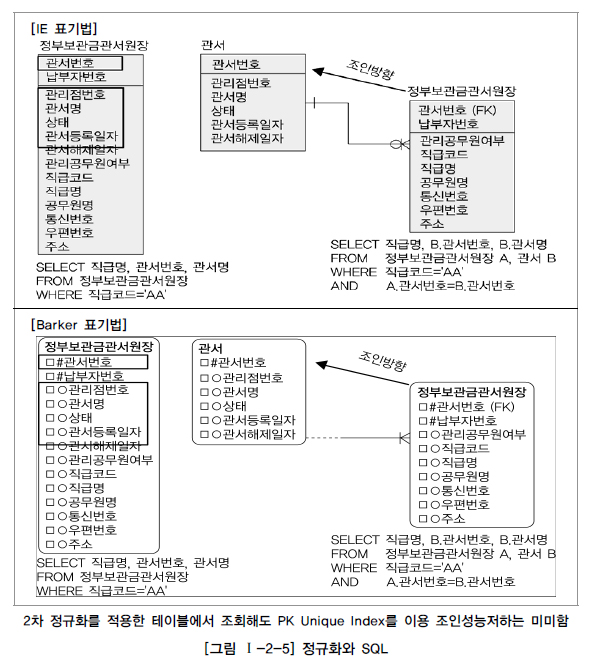 [IE 표기법]
정부보관금관서원장
관서번호
납부자번호
관리점번호
관서명
상태
관서등록일자
관서해제일자
관리공무원여부
직급코드
직급명
공무원명
통신번호
우편번호
주소
SELECT 직급명, 관서번호, 관서명
FROM 정부보관금관서원장
WHERE 직급코드='AA'
관서
관서번호
관리점번호
관서명
상태
관서등록일자
관서해제일자
조인방향
정부보관금관서원장
관서번호 (FK)
납부자번호
관리공무원여부
직급코드
직급명
공무원명
통신번호
우편번호
주소
SELECT 직급명, B.관서번호, B.관서명
FROM 정부보관금관서원장 A, 관서 B
WHERE 직급코드='AA'
AND A.관서번호=B.관서번호
[Barker 표기법]
정부보관금관서원장
□#관서번호
□#납부자번호
□○관리점번호
□○관서명
□○상태
□○관서등록일자
□○관서해제일자
□○관리공무원여부
□○직급코드
□○직급명
□○공무원명
□○통신번호
□○우편번호
□○주소
SELECT 직급명, 관서번호, 관서명
FROM 정부보관금관서원장
WHERE 직급코드='AA'
관서
□#관서번호
□○관리점번호
□○관서명
□○상태
□○관서등록일자
□○관서해제일자
조인방향
정부보관금관서원장
□#관서번호 (FK)
□#납부자번호
□○관리공무원여부
□○직급코드
□○직급명
□○공무원명
□○통신번호
□○우편번호
□○주소
SELECT 직급명, B.관서번호, B.관서명
FROM 정부보관금관서원장 A, 관서 B
WHERE 직급코드='AA'
AND A.관서번호=B.관서번호
2차 정규화를 적용한 테이블에서 조회해도 PK Unique Index를 이용 조인성능저하는 미미함
[그림 Ⅰ-2-5] 정규화와 SQL